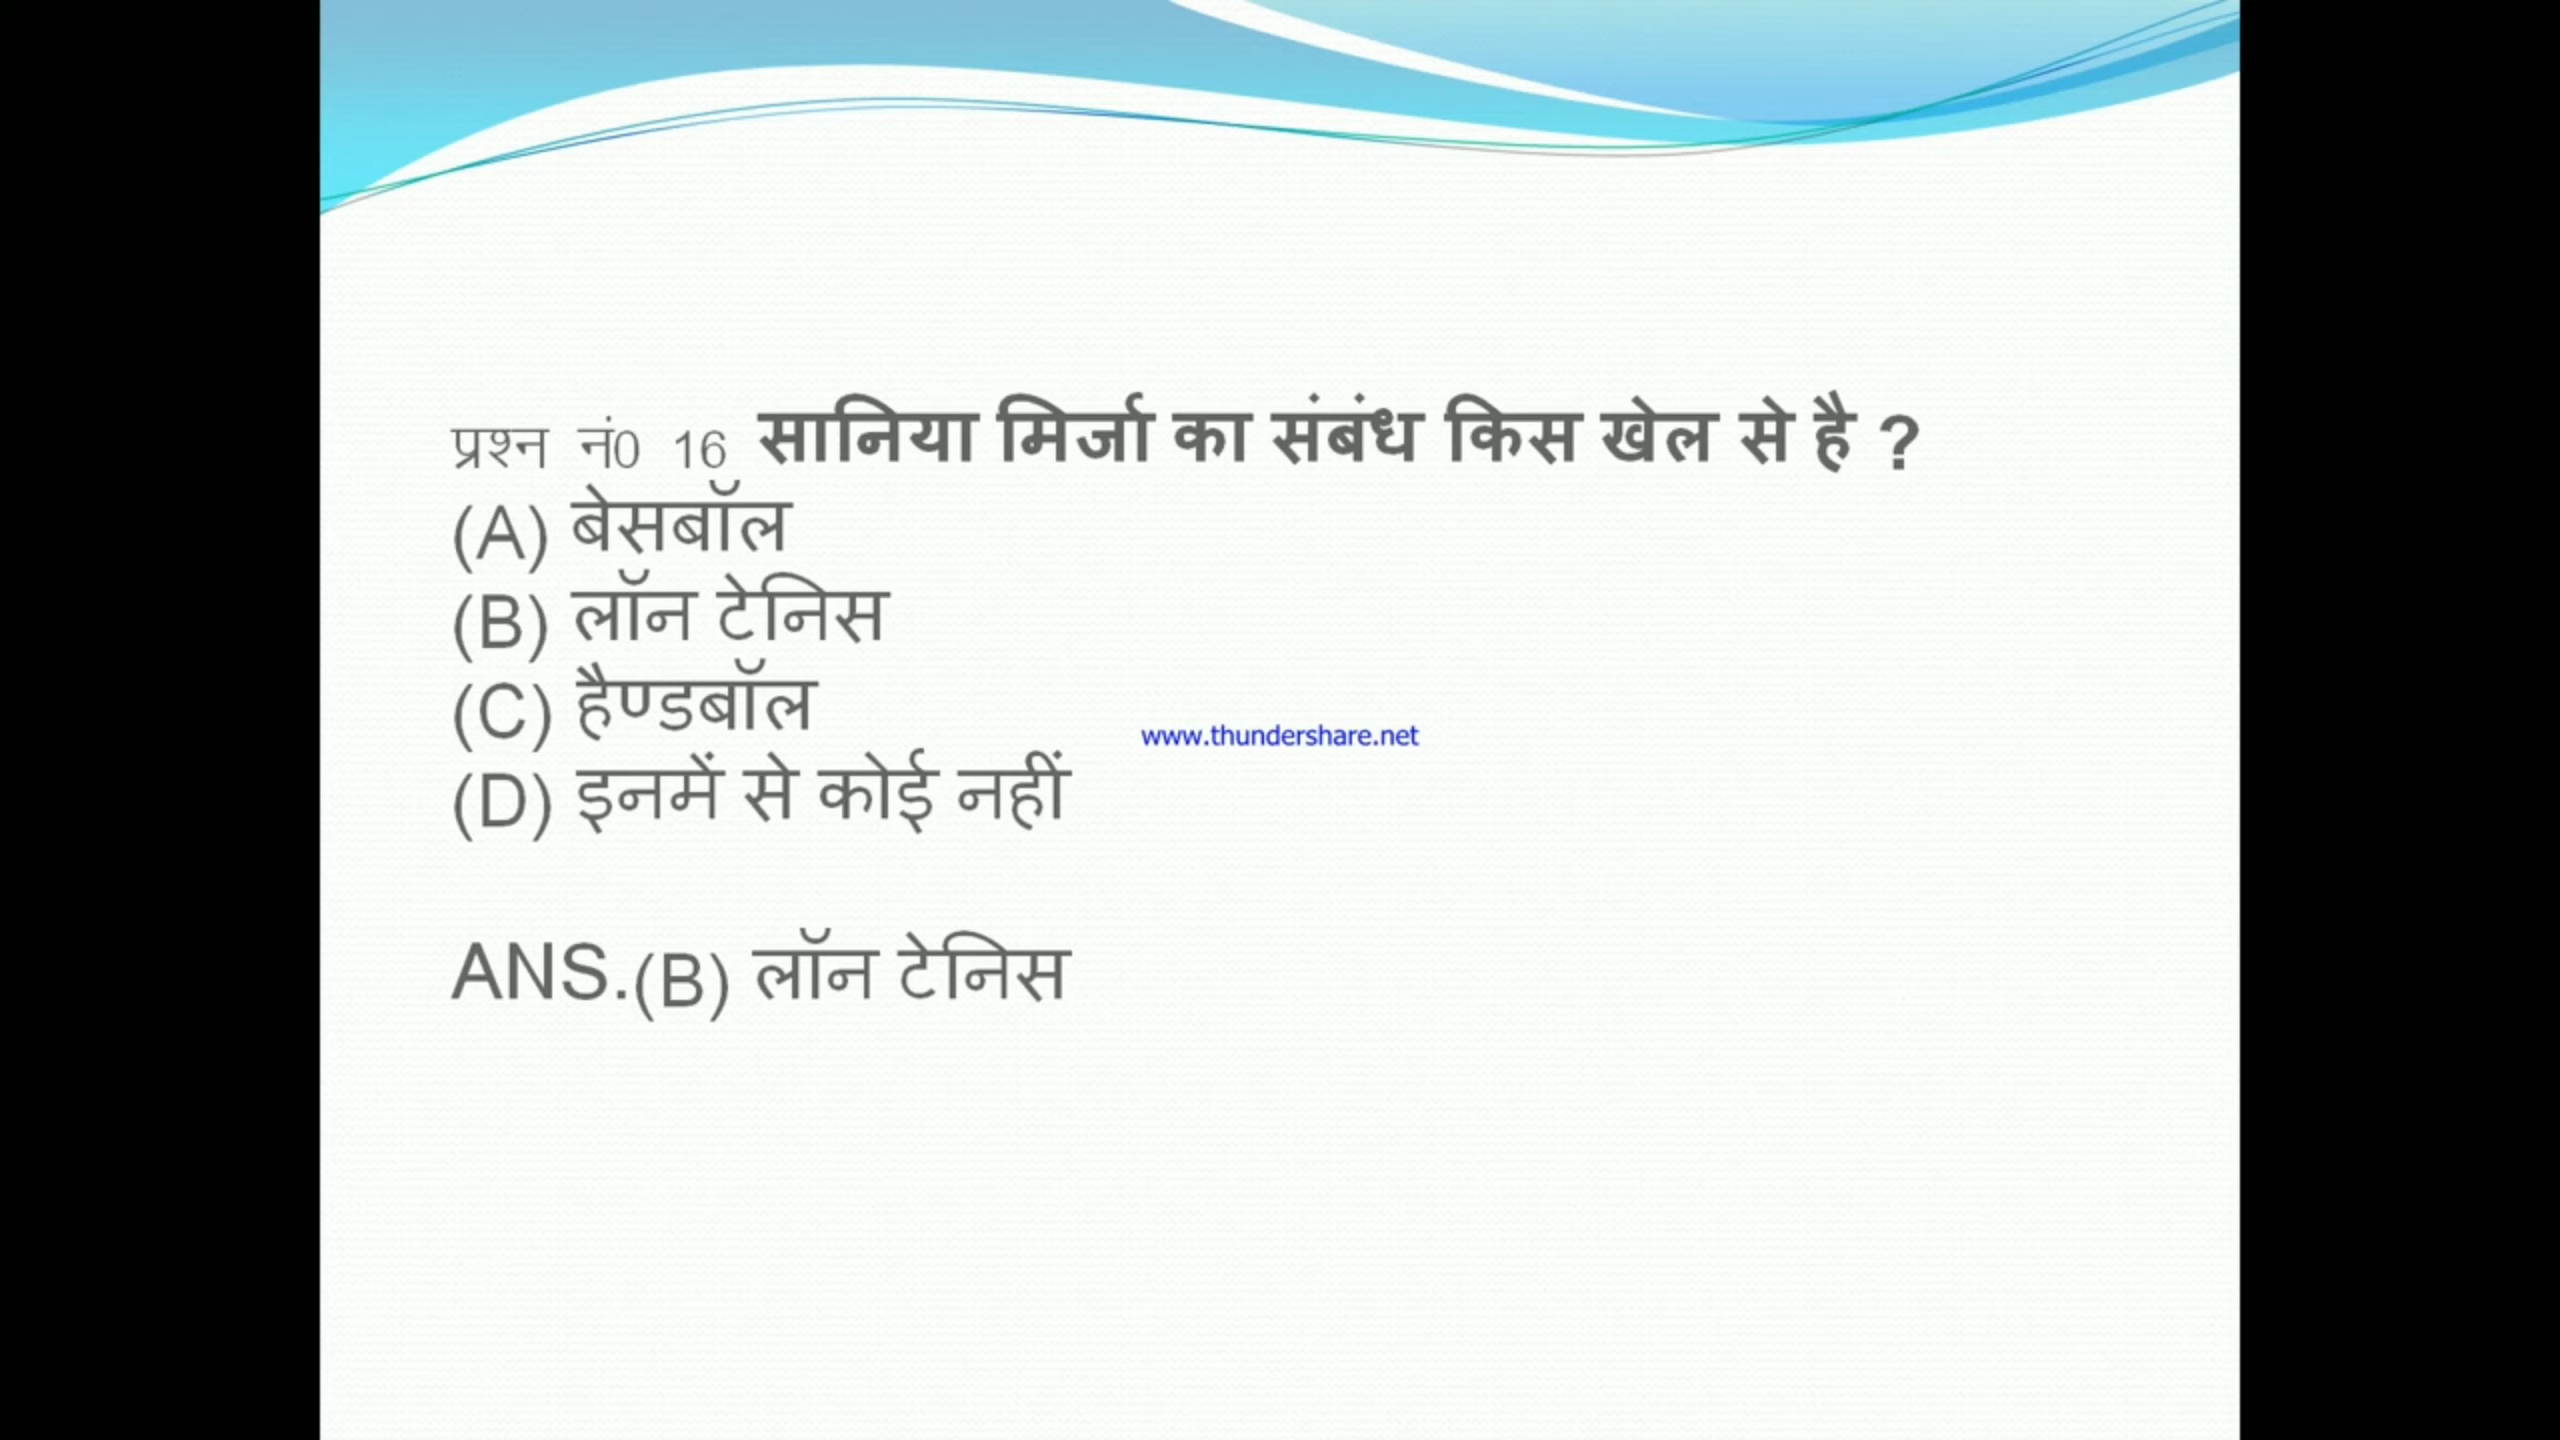 प्रश्न नं0 16 सानिया मिर्जा का संबंध किस खेल से है ?
(A) बेसबॉल
(B) लॉन टेनिस
(C) हैण्डबॉल
www.thundershare.net
(D) इनमें से कोई नहीं
ANS.(B) लॉन टेनिस